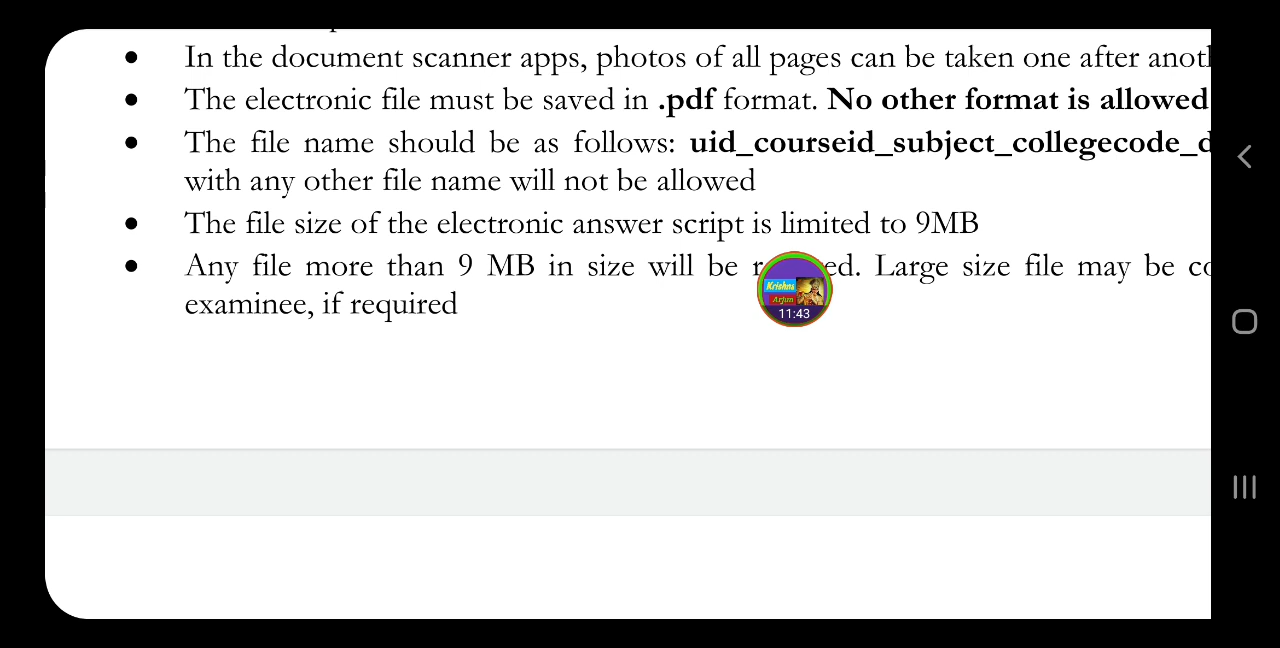 In the document scanner apps, photos of all pages can be taken one after
The electronic file must be saved in .pdf format. No other format is allowed
The file name should be as follows: uid_courseid_subject_collegecode_d
with any other file name will not be allowed
The file size of the electronic answer script is limited to 9MB
Any file more than 9 MB in size will be Large size file may be
examinee, if required
Krishna
Arjun
11:43